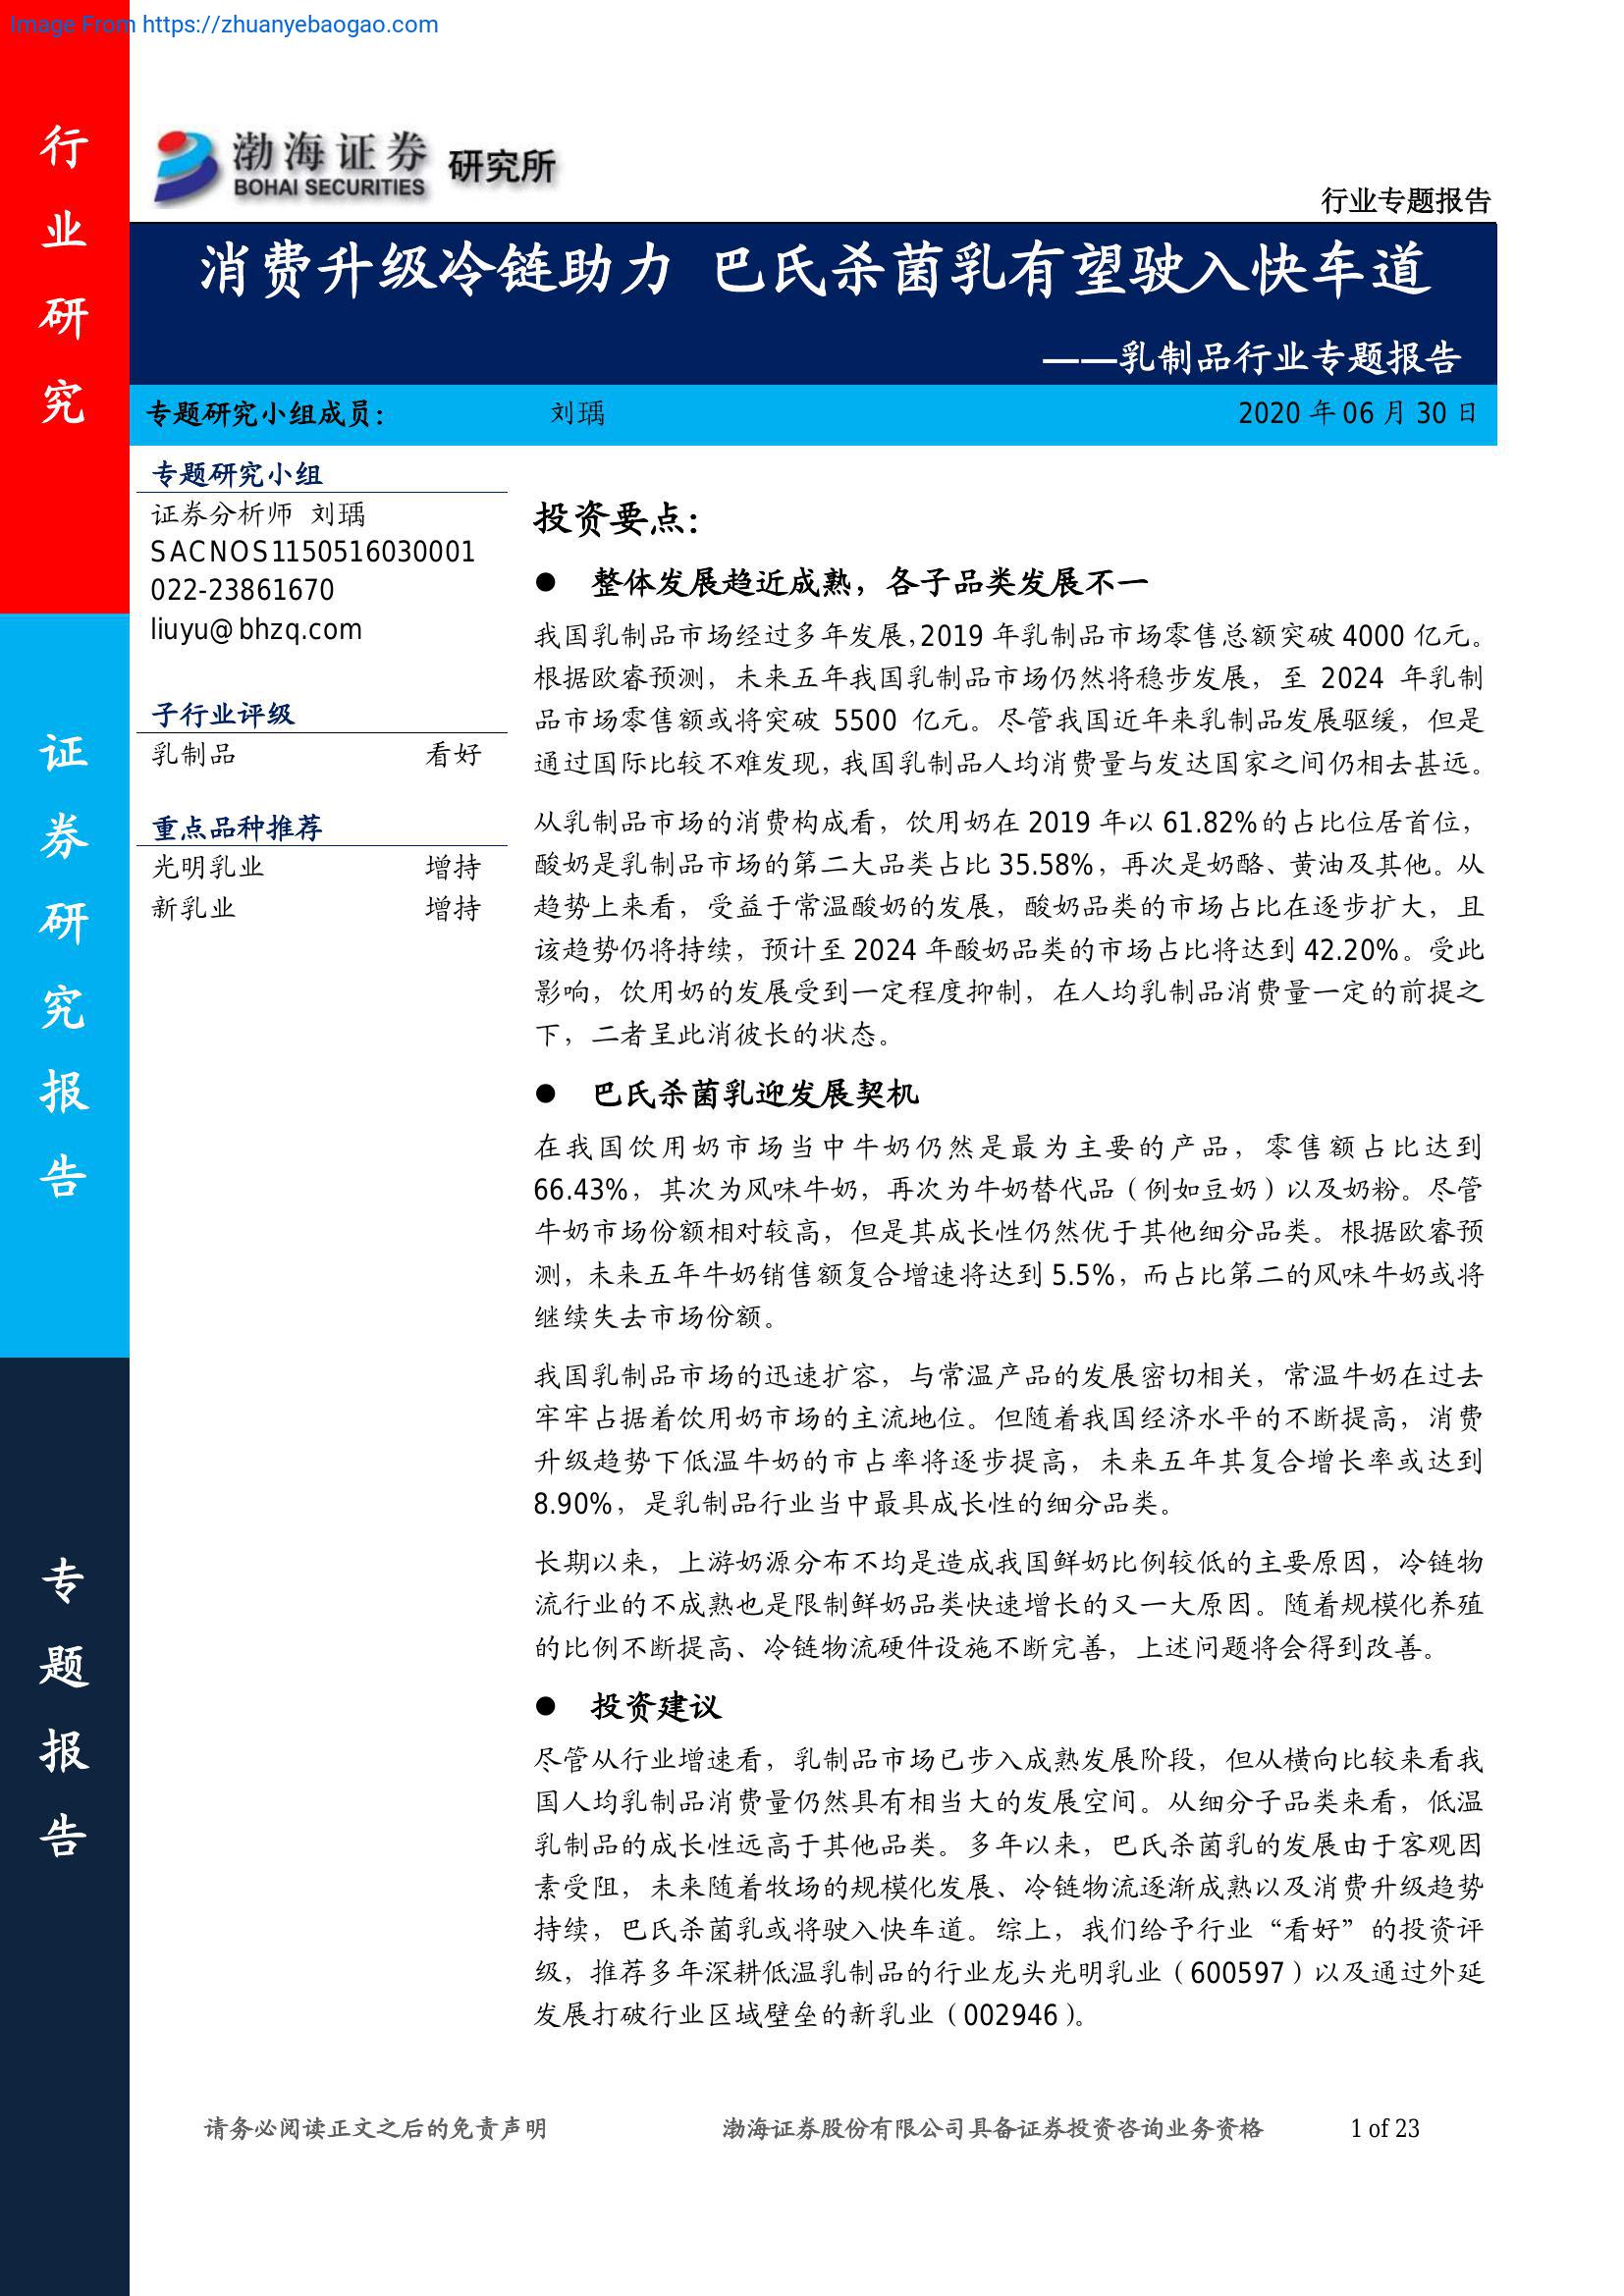 Image From https://zhuanyebaogao.com
行业研究
证券研究报告
专题报告
渤海证券 研究所
BOHAI SECURITIES
行业专题报告
消费升级冷链助力 巴氏杀菌乳有望驶入快车道
——乳制品行业专题报告
专题研究小组成员： 刘瑀 2020 年 06 月 30 日
专题研究小组
证券分析师 刘瑀
SACNOS1150516030001
022-23861670
liuyu@bhzq.com
子行业评级
乳制品 看好
重点品种推荐
光明乳业 增持
新乳业 增持
投资要点：
● 整体发展趋近成熟，各子品类发展不一
我国乳制品市场经过多年发展，2019 年乳制品市场零售总额突破 4000 亿元。
根据欧睿预测，未来五年我国乳制品市场仍然将稳步发展，至 2024 年乳制
品市场零售额或将突破 5500 亿元。尽管我国近年来乳制品发展驱缓，但是
通过国际比较不难发现，我国乳制品人均消费量与发达国家之间仍相去甚远。
从乳制品市场的消费构成看，饮用奶在 2019 年以 61.82%的占比位居首位，
酸奶是乳制品市场的第二大品类占比 35.58%，再次是奶酪、黄油及其他。从
趋势上来看，受益于常温酸奶的发展，酸奶品类的市场占比在逐步扩大，且
该趋势仍将持续，预计至 2024 年酸奶品类的市场占比将达到 42.20%。受此
影响，饮用奶的发展受到一定程度抑制，在人均乳制品消费量一定的前提之
下，二者呈此消彼长的状态。
● 巴氏杀菌乳迎发展契机
在我国饮用奶市场当中牛奶仍然是最为主要的产品，零售额占比达到
66.43%，其次为风味牛奶，再次为牛奶替代品（例如豆奶）以及奶粉。尽管
牛奶市场份额相对较高，但是其成长性仍然优于其他细分品类。根据欧睿预
测，未来五年牛奶销售额复合增速将达到 5.5%，而占比第二的风味牛奶或将
继续失去市场份额。
我国乳制品市场的迅速扩容，与常温产品的发展密切相关，常温牛奶在过去
牢牢占据着饮用奶市场的主流地位。但随着我国经济水平的不断提高，消费
升级趋势下低温牛奶的市占率将逐步提高，未来五年其复合增长率或达到
8.90%，是乳制品行业当中最具成长性的细分品类。
长期以来，上游奶源分布不均是造成我国鲜奶比例较低的主要原因，冷链物
流行业的不成熟也是限制鲜奶品类快速增长的又一大原因。随着规模化养殖
的比例不断提高、冷链物流硬件设施不断完善，上述问题将会得到改善。
● 投资建议
尽管从行业增速看，乳制品市场已步入成熟发展阶段，但从横向比较来看我
国人均乳制品消费量仍然具有相当大的发展空间。从细分子品类来看，低温
乳制品的成长性远高于其他品类。多年以来，巴氏杀菌乳的发展由于客观因
素受阻，未来随着牧场的规模化发展、冷链物流逐渐成熟以及消费升级趋势
持续，巴氏杀菌乳或将驶入快车道。综上，我们给予行业“看好”的投资评
级，推荐多年深耕低温乳制品的行业龙头光明乳业（600597）以及通过外延
发展打破行业区域壁垒的新乳业（002946）。
请务必阅读正文之后的免责声明 渤海证券股份有限公司具备证券投资咨询业务资格 1 of 23